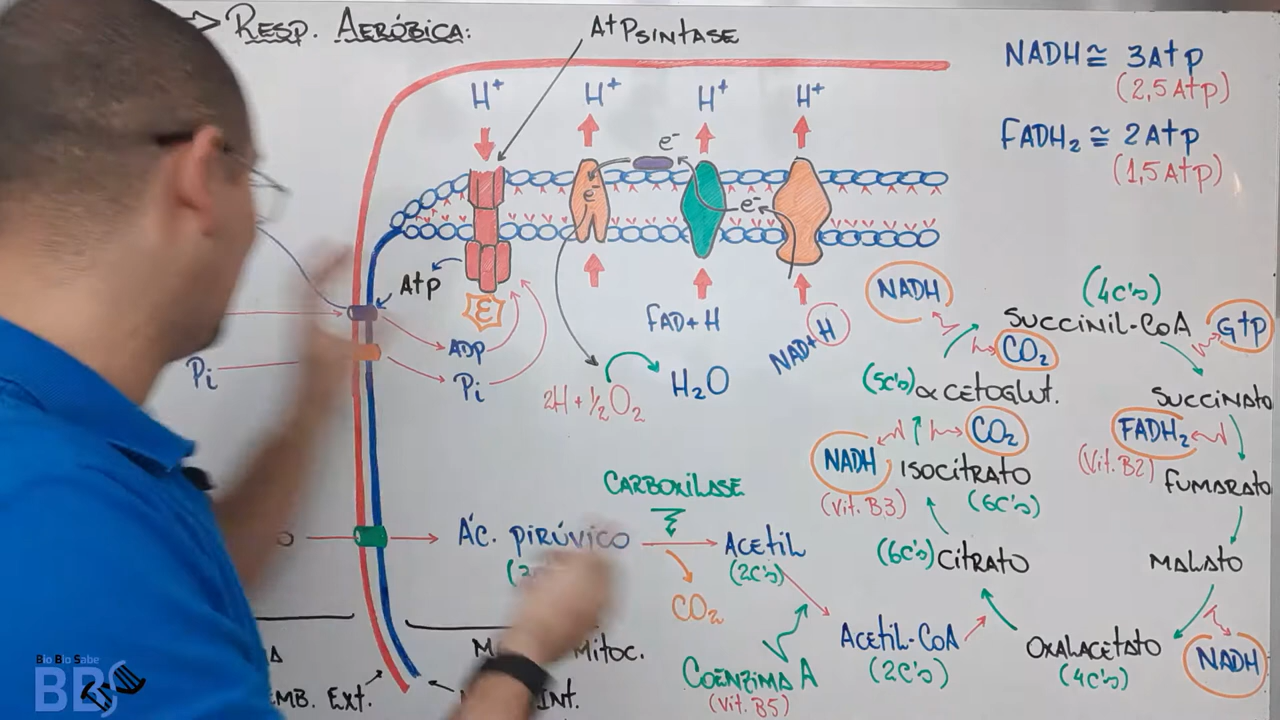 ⇒ RESP. AERÓBICA:
AtPSINTASE
NADH ≅ 3Atp
(2,5 Atp)
FADH₂ ≅ 2Atp
(1,5 Atp)
H⁺ H⁺ H⁺ H⁺
e⁻
e⁻
e⁻
Atp
E
ADP
Pi
Pi
2H + ½O₂
H₂O
FAD+H
NAD+H
NADH
(4C's)
SUCCINIL-CoA
Gtp
CO₂
(5C's) α CETOGLUT.
SUCCINATO
FADH₂
(Vit. B2)
FUMARATO
CO₂
NADH
(Vit. B3)
ISOCITRATO
(6C's)
(6C's) CITRATO
MALATO
CARBOXILASE
ÁC. PIRÚVICO
ACETIL
(2C's)
CO₂
ACETIL-CoA
(2C's)
OXALACETATO
(4C's)
NADH
COENZIMA A
(Vit. B5)
MITOC.
EXT.
INT.
Bio Bio Sabe
BBS